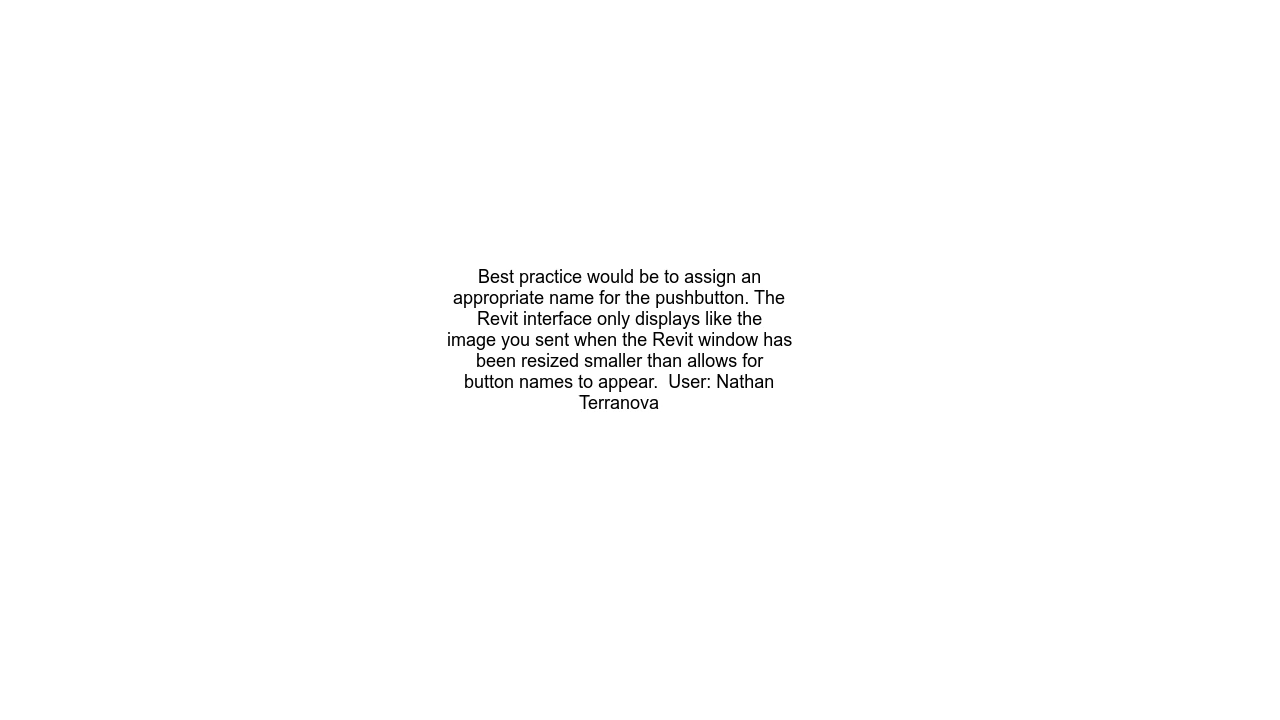 Best practice would be to assign an
appropriate name for the pushbutton. The
Revit interface only displays like the
image you sent when the Revit window has
been resized smaller than allows for
button names to appear.  User: Nathan
Terranova